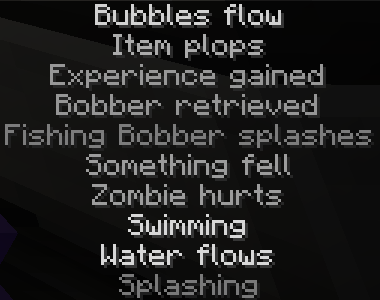 Bubbles flow
Item plops
Experience gained
Bobber retrieved
Fishing Bobber splashes
Something fell
Zombie hurts
Swimming
Water flows
Splashing